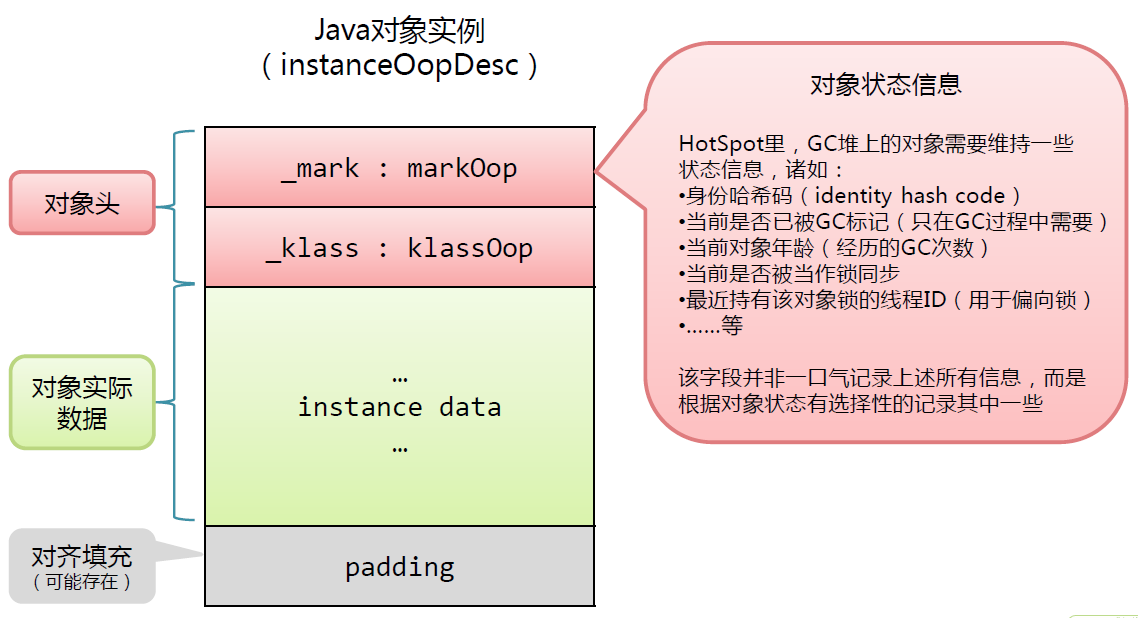 Java对象实例
（instanceOopDesc）
对象状态信息
_mark : markOop
_klass : klassOop
…
instance data
…
padding
对象头
对象实际
数据
对齐填充
（可能存在）
HotSpot里，GC堆上的对象需要维持一些
状态信息，诸如：
•身份哈希码（identity hash code）
•当前是否已被GC标记（只在GC过程中需要）
•当前对象年龄（经历的GC次数）
•当前是否被当作锁同步
•最近持有该对象锁的线程ID（用于偏向锁）
•……等
该字段并非一口气记录上述所有信息，而是
根据对象状态有选择性的记录其中一些